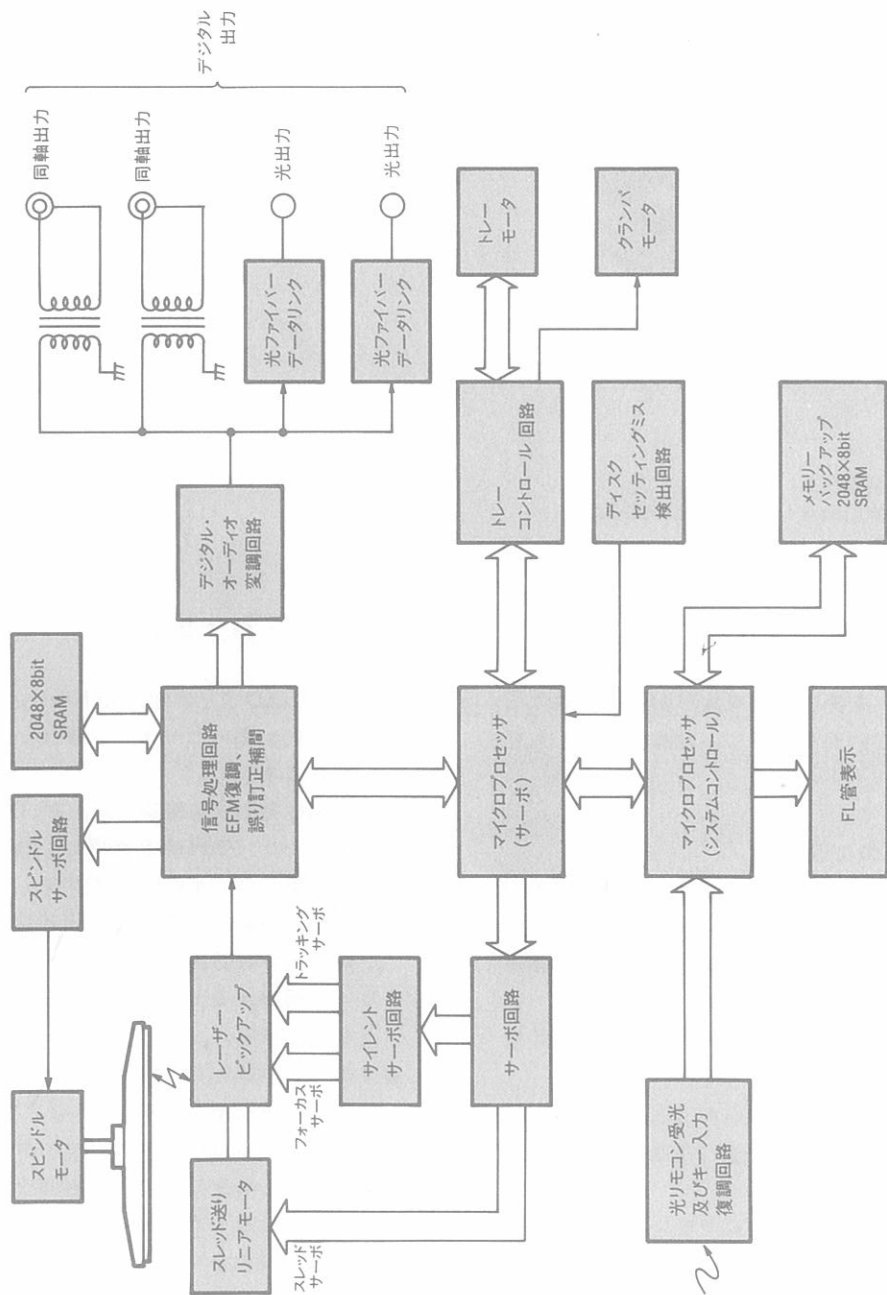 スピンドル
モータ
スピンドル
サーボ回路
2048×8bit
SRAM
同軸出力
同軸出力
光出力
光出力
デジタル
出力
スレッド送り
リニアモータ
レーザー
ピックアップ
信号処理回路
EFM復調、
誤り訂正補間
デジタル・
オーディオ
変調回路
光ファイバー
データリンク
光ファイバー
データリンク
スレッド
サーボ
フォーカス
サーボ
トラッキング
サーボ
サイレント
サーボ回路
サーボ回路
マイクロプロセッサ
(サーボ)
トレー
コントロール回路
トレー
モータ
ディスク
セッティングミス
検出回路
クランパ
モータ
光リモコン受光
及びキー入力
復調回路
マイクロプロセッサ
(システムコントロール)
FL管表示
メモリー
バックアップ
2048×8bit
SRAM